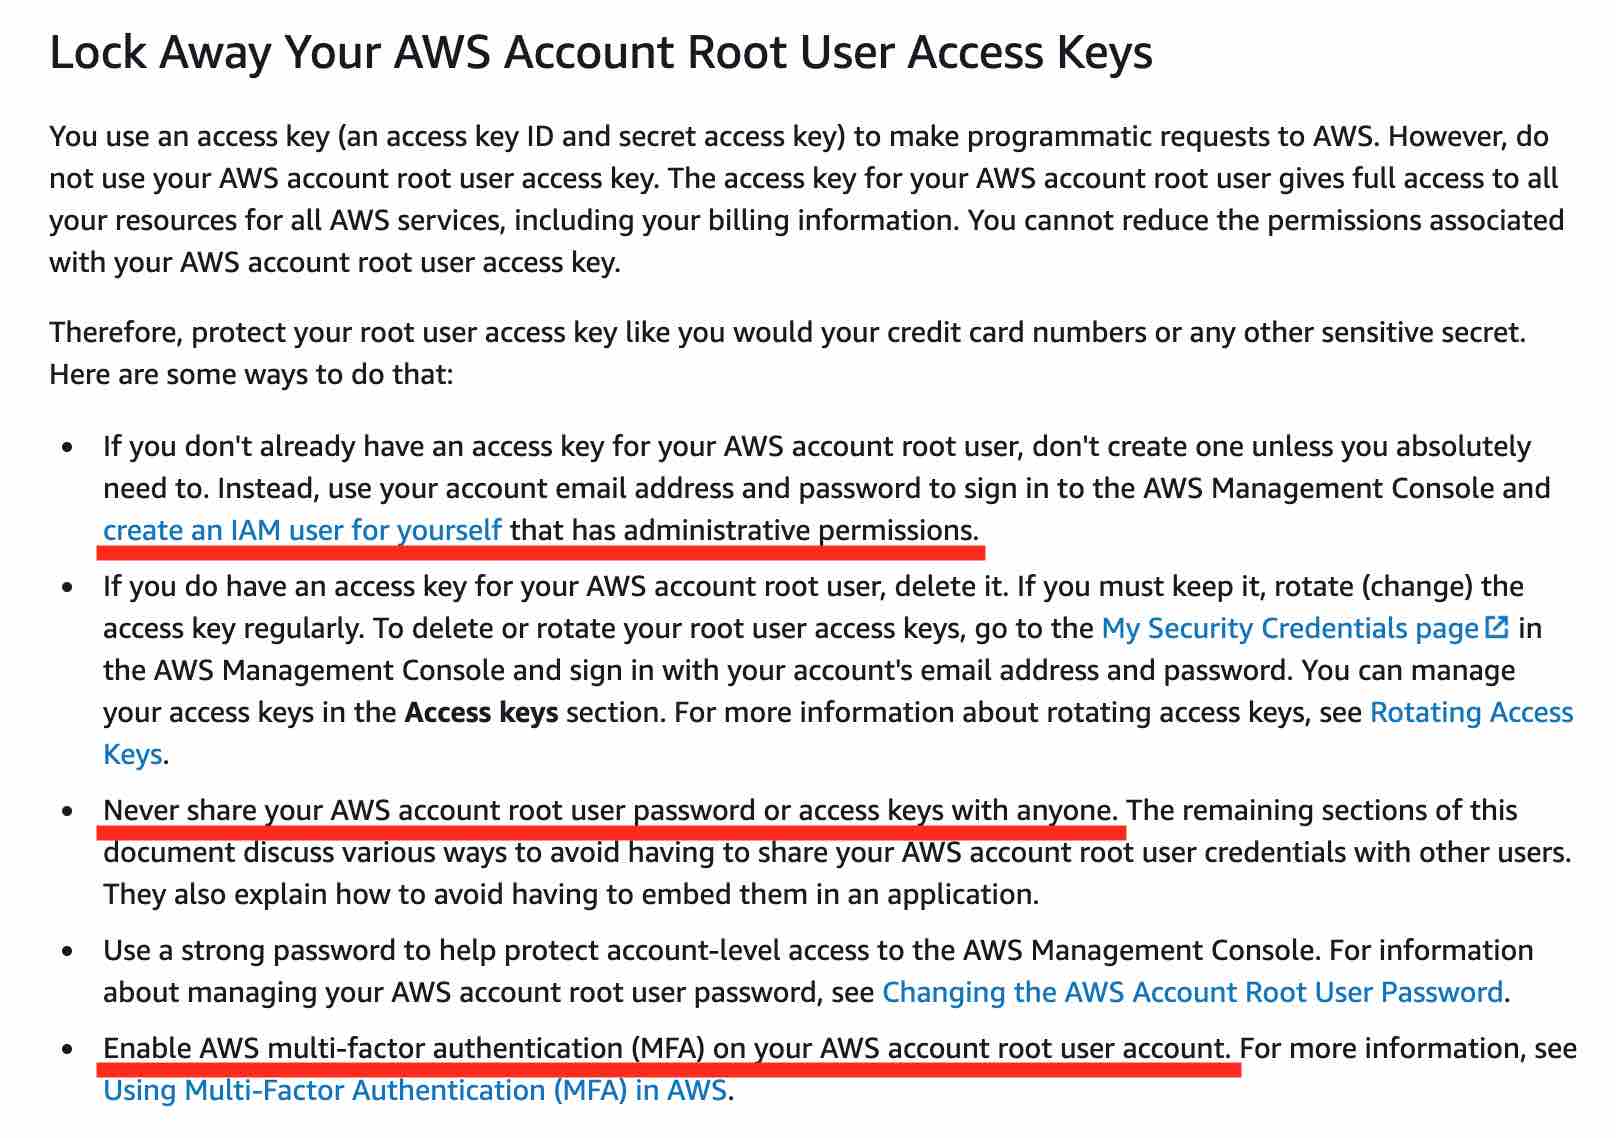 Lock Away Your AWS Account Root User Access Keys
You use an access key (an access key ID and secret access key) to make programmatic requests to AWS. However, do
not use your AWS account root user access key. The access key for your AWS account root user gives full access to all
your resources for all AWS services, including your billing information. You cannot reduce the permissions associated
with your AWS account root user access key.
Therefore, protect your root user access key like you would your credit card numbers or any other sensitive secret.
Here are some ways to do that:
• If you don't already have an access key for your AWS account root user, don't create one unless you absolutely
need to. Instead, use your account email address and password to sign in to the AWS Management Console and
create an IAM user for yourself that has administrative permissions.
• If you do have an access key for your AWS account root user, delete it. If you must keep it, rotate (change) the
access key regularly. To delete or rotate your root user access keys, go to the My Security Credentials page in
the AWS Management Console and sign in with your account's email address and password. You can manage
your access keys in the Access keys section. For more information about rotating access keys, see Rotating Access
Keys.
• Never share your AWS account root user password or access keys with anyone. The remaining sections of this
document discuss various ways to avoid having to share your AWS account root user credentials with other users.
They also explain how to avoid having to embed them in an application.
• Use a strong password to help protect account-level access to the AWS Management Console. For information
about managing your AWS account root user password, see Changing the AWS Account Root User Password.
• Enable AWS multi-factor authentication (MFA) on your AWS account root user account. For more information, see
Using Multi-Factor Authentication (MFA) in AWS.